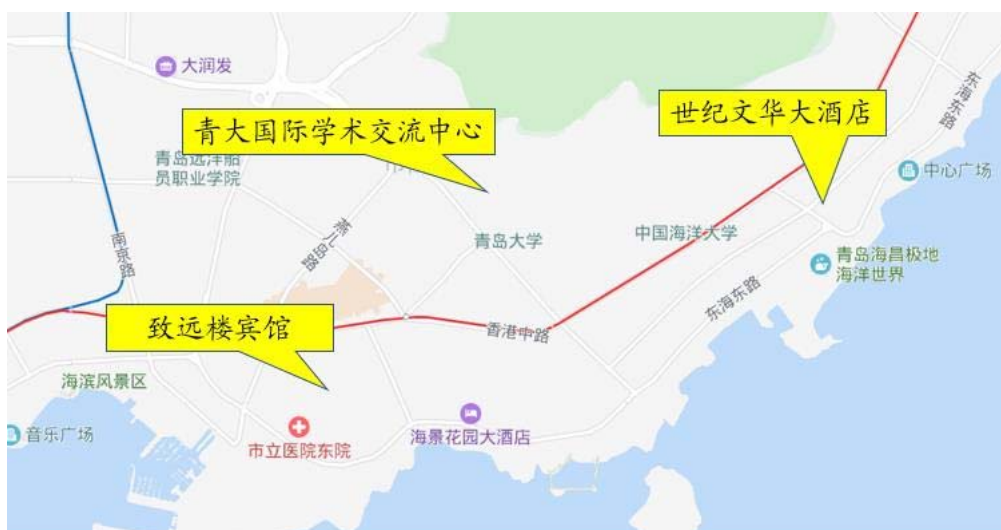 大润发
东海东路
世纪文华大酒店
青大国际学术交流中心
青岛远洋船
员职业学院
中心广场
燕儿岛路
青岛大学
中国海洋大学
南京路
青岛海昌极地
海洋世界
东海东路
致远楼宾馆
香港中路
海滨风景区
音乐广场
市立医院东院
海景花园大酒店